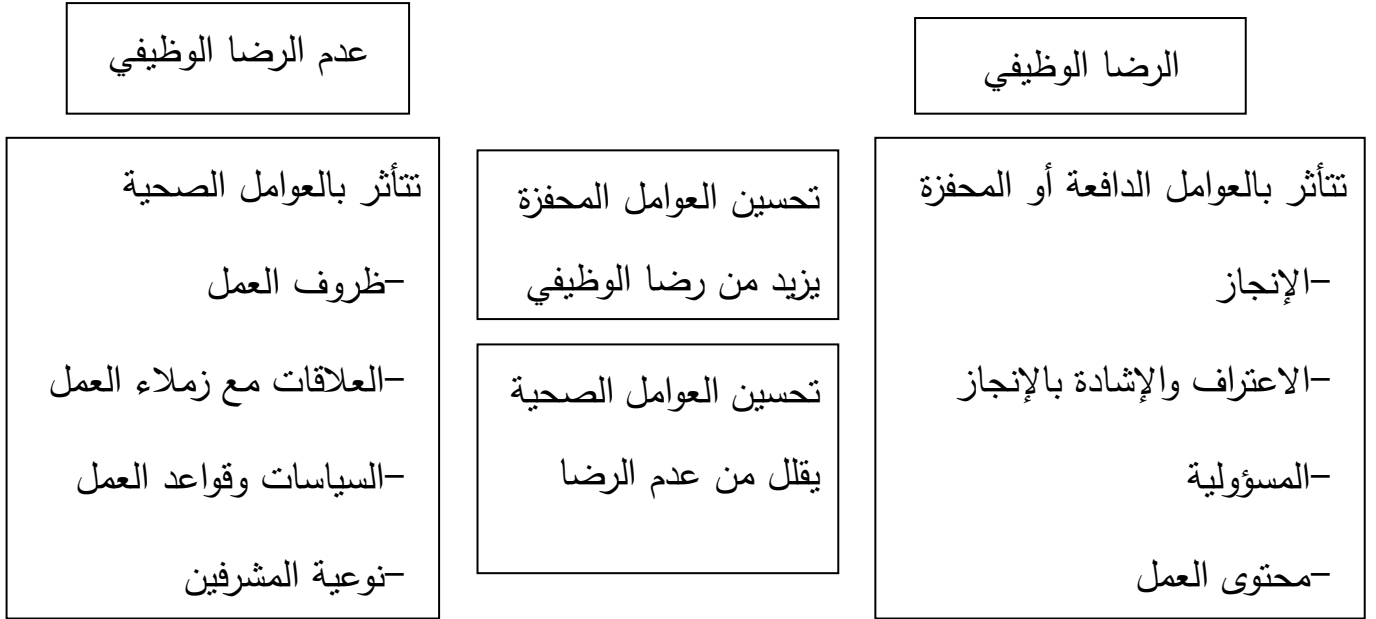 الرضا الوظيفي
عدم الرضا الوظيفي
تتأثر بالعوامل الدافعة أو المحفزة
-الإنجاز
-الاعتراف والإشادة بالإنجاز
-المسؤولية
-محتوى العمل
تحسين العوامل المحفزة
يزيد من رضا الوظيفي
تحسين العوامل الصحية
يقلل من عدم الرضا
تتأثر بالعوامل الصحية
-ظروف العمل
-العلاقات مع زملاء العمل
-السياسات وقواعد العمل
-نوعية المشرفين